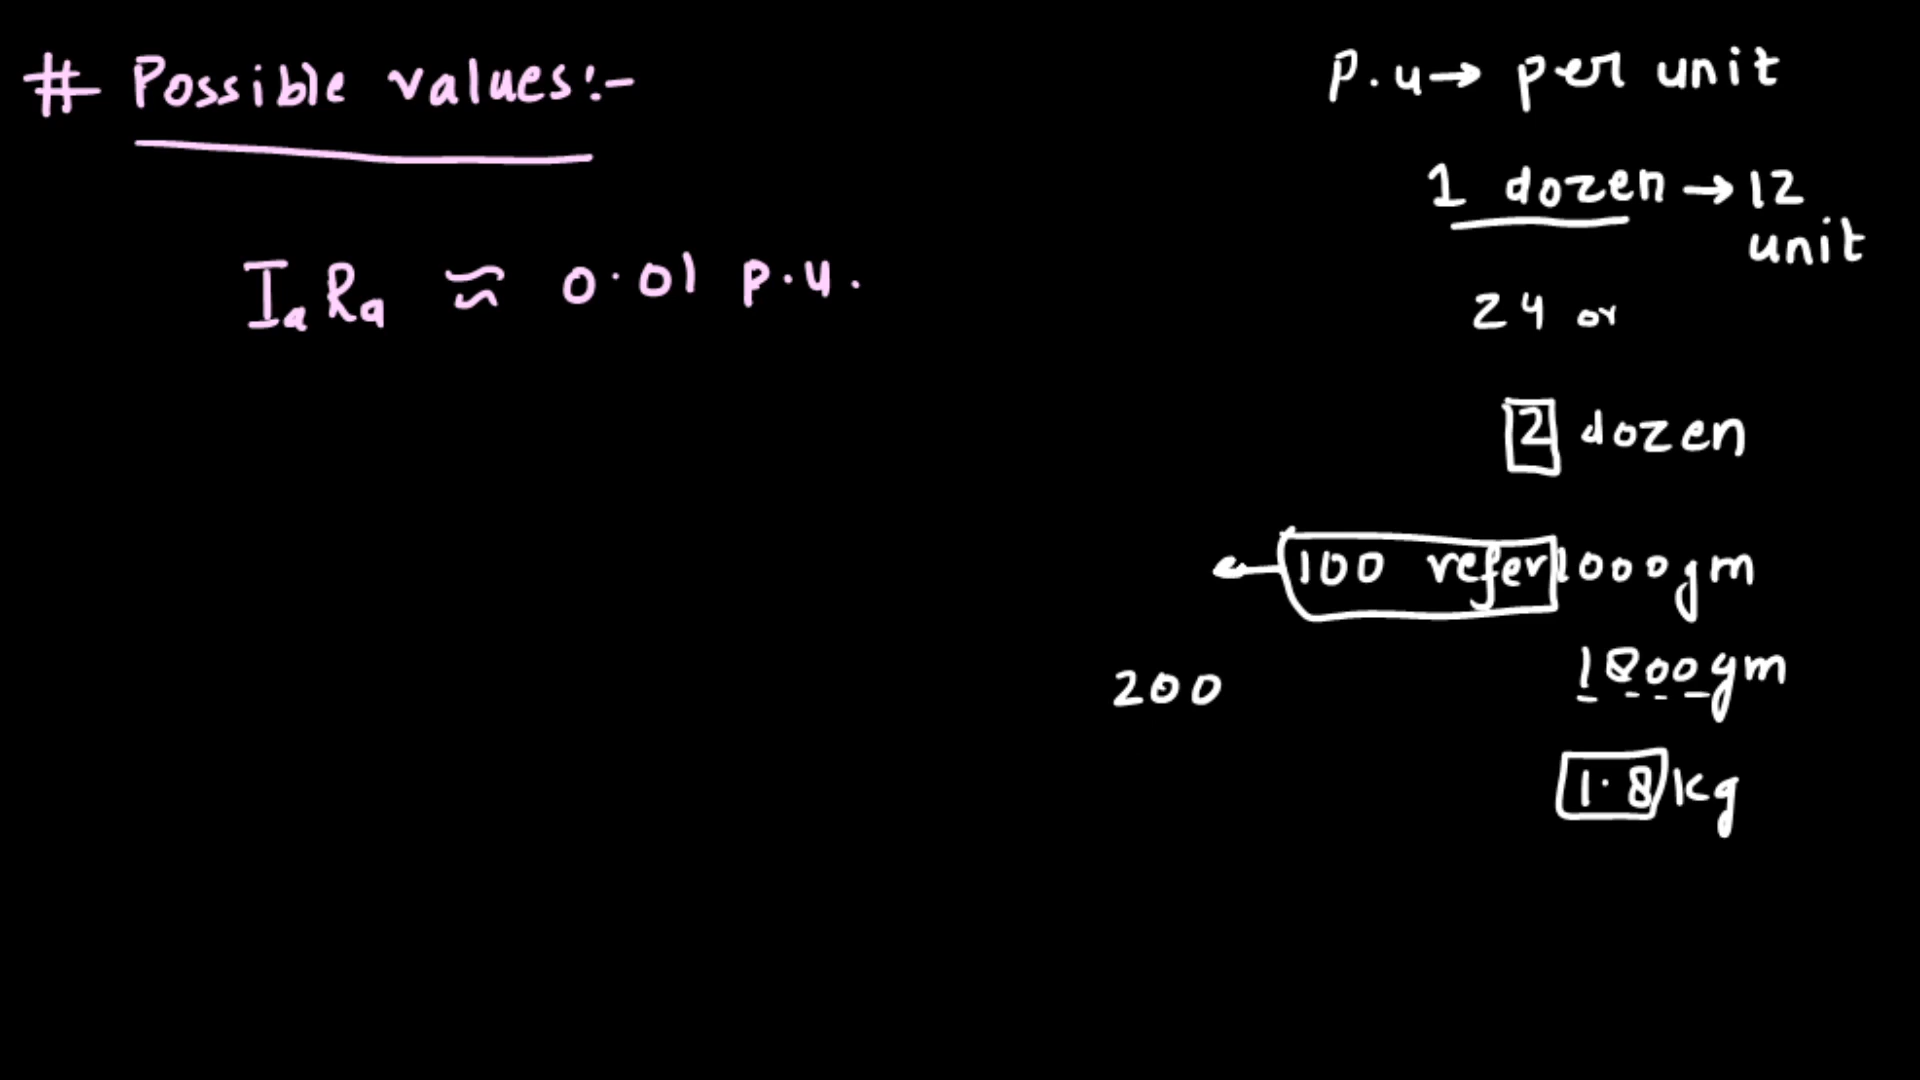 # Possible values:-
IaRa ≈ 0.01 p.u.
p.u → per unit
1 dozen → 12
unit
24 or
2 dozen
100 refer 1000gm
200
1800gm
1.8 kg